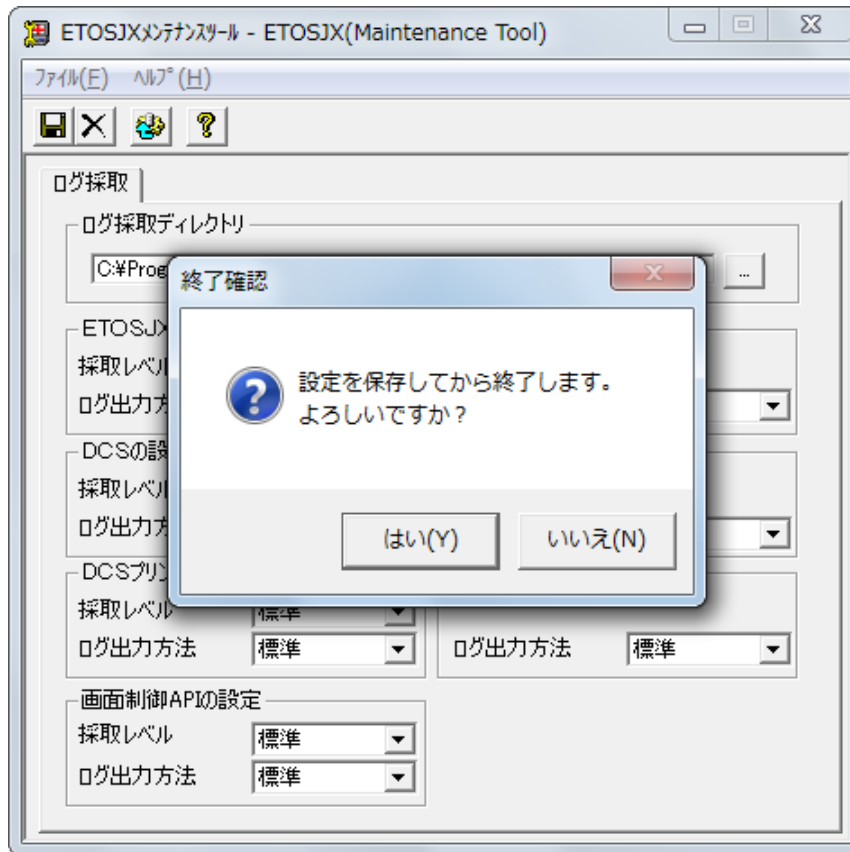 ETOSJXﾒﾝﾃﾅﾝｽﾂｰﾙ - ETOSJX(Maintenance Tool)
ﾌｧｲﾙ(F) ﾍﾙﾌﾟ(H)
ログ採取
ログ採取ディレクトリ
C:¥Prog
...
終了確認
設定を保存してから終了します。
よろしいですか？
はい(Y) いいえ(N)
ETOSJX
採取レベル
ログ出力方
DCSの設
採取レベル
ログ出力方
DCSプリン
採取レベル 標準
ログ出力方法 標準 ログ出力方法 標準
画面制御APIの設定
採取レベル 標準
ログ出力方法 標準